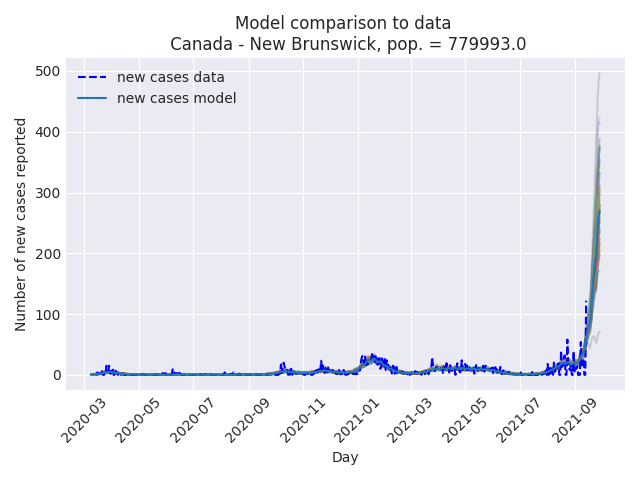 Model comparison to data
Canada - New Brunswick, pop. = 779993.0
new cases data
new cases model
Number of new cases reported
500
400
300
200
100
0
2020-03
2020-05
2020-07
2020-09
2020-11
2021-01
2021-03
2021-05
2021-07
2021-09
Day